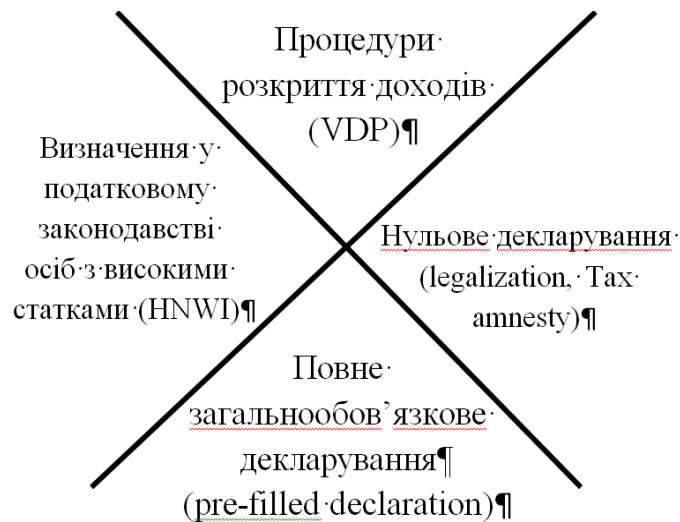 Процедури
розкриття доходів
(VDP)¶
Визначення у
податковому
законодавстві
осіб з високими
статками (HNWI)¶
Нульове декларування
(legalization, Tax
amnesty)¶
Повне
загальнообов’язкове
декларування¶
(pre-filled declaration)¶